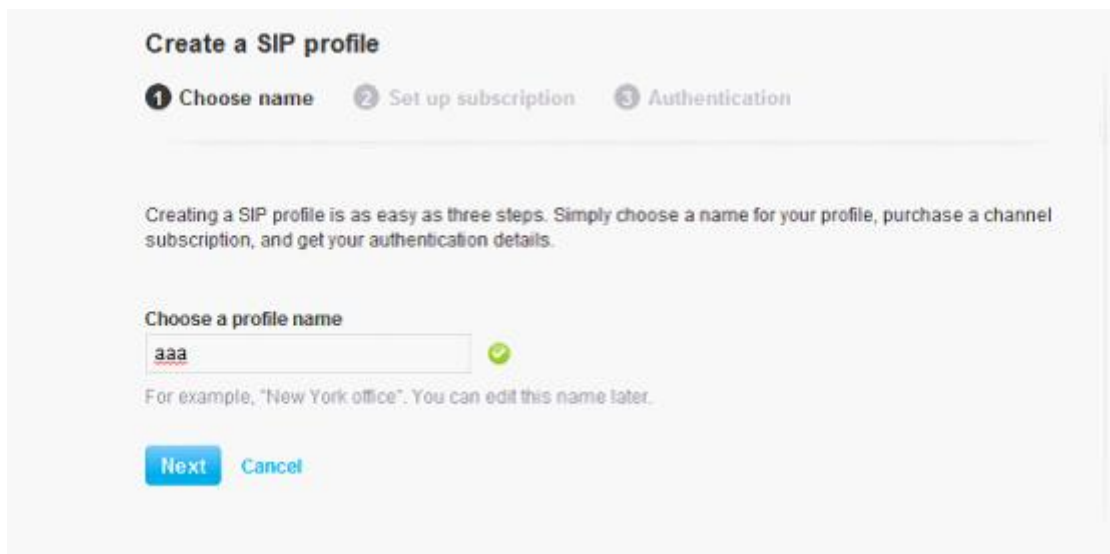 Create a SIP profile
1 Choose name 2 Set up subscription 3 Authentication
Creating a SIP profile is as easy as three steps. Simply choose a name for your profile, purchase a channel
subscription, and get your authentication details.
Choose a profile name
aaa
For example, "New York office". You can edit this name later.
Next Cancel